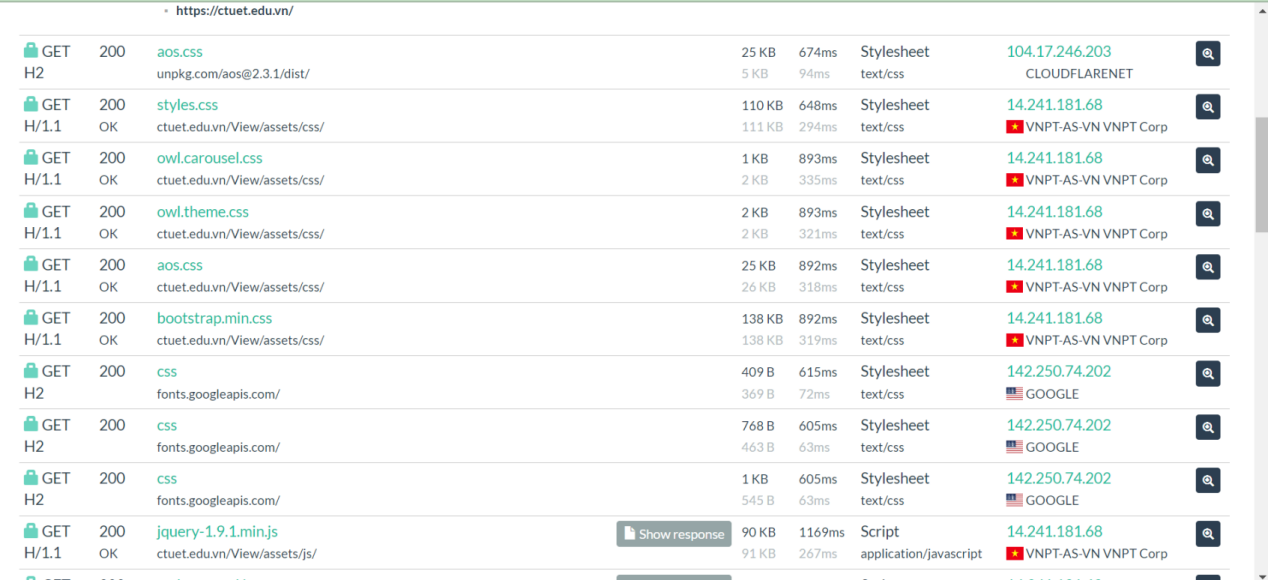 https://ctuet.edu.vn/
GET 200 aos.css 25 KB 674ms Stylesheet 104.17.246.203
H2 unpkg.com/aos@2.3.1/dist/ 5 KB 94ms text/css CLOUDFLARENET
GET 200 styles.css 110 KB 648ms Stylesheet 14.241.181.68
H/1.1 OK ctuet.edu.vn/View/assets/css/ 111 KB 294ms text/css VNPT-AS-VN VNPT Corp
GET 200 owl.carousel.css 1 KB 893ms Stylesheet 14.241.181.68
H/1.1 OK ctuet.edu.vn/View/assets/css/ 2 KB 335ms text/css VNPT-AS-VN VNPT Corp
GET 200 owl.theme.css 2 KB 893ms Stylesheet 14.241.181.68
H/1.1 OK ctuet.edu.vn/View/assets/css/ 2 KB 321ms text/css VNPT-AS-VN VNPT Corp
GET 200 aos.css 25 KB 892ms Stylesheet 14.241.181.68
H/1.1 OK ctuet.edu.vn/View/assets/css/ 26 KB 318ms text/css VNPT-AS-VN VNPT Corp
GET 200 bootstrap.min.css 138 KB 892ms Stylesheet 14.241.181.68
H/1.1 OK ctuet.edu.vn/View/assets/css/ 138 KB 319ms text/css VNPT-AS-VN VNPT Corp
GET 200 css 409 B 615ms Stylesheet 142.250.74.202
H2 fonts.googleapis.com/ 369 B 72ms text/css GOOGLE
GET 200 css 768 B 605ms Stylesheet 142.250.74.202
H2 fonts.googleapis.com/ 463 B 63ms text/css GOOGLE
GET 200 css 1 KB 605ms Stylesheet 142.250.74.202
H2 fonts.googleapis.com/ 545 B 63ms text/css GOOGLE
GET 200 jquery-1.9.1.min.js Show response 90 KB 1169ms Script 14.241.181.68
H/1.1 OK ctuet.edu.vn/View/assets/js/ 91 KB 267ms application/javascript VNPT-AS-VN VNPT Corp